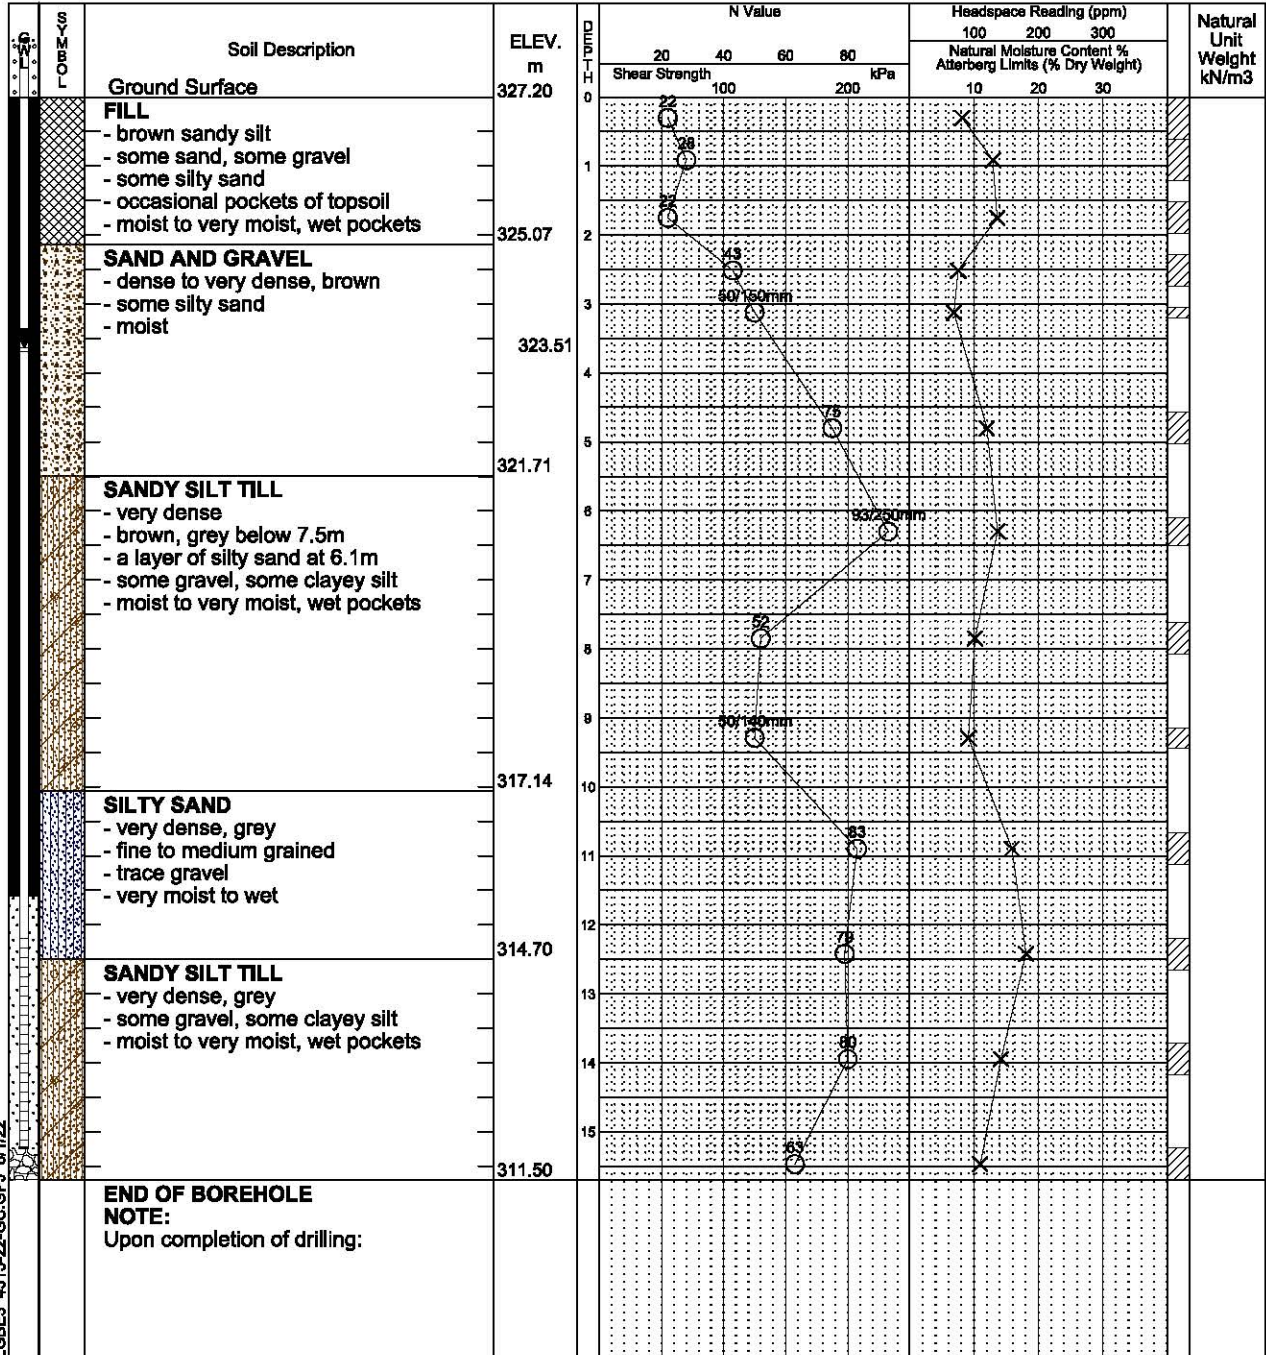 GWL
SYMBOL
Soil Description
ELEV.
m
DEPTH
N Value
20 40 60 80
Shear Strength kPa
100 200
Headspace Reading (ppm)
100 200 300
Natural Moisture Content %
Atterberg Limits (% Dry Weight)
10 20 30
Natural
Unit
Weight
kN/m3
Ground Surface
327.20
0
FILL
- brown sandy silt
- some sand, some gravel
- some silty sand
- occasional pockets of topsoil
- moist to very moist, wet pockets
22
28
1
22
325.07
2
SAND AND GRAVEL
- dense to very dense, brown
- some silty sand
- moist
43
50/150mm
3
323.51
4
75
5
321.71
SANDY SILT TILL
- very dense
- brown, grey below 7.5m
- a layer of silty sand at 6.1m
- some gravel, some clayey silt
- moist to very moist, wet pockets
6
93/250mm
7
52
8
9
50/140mm
317.14
10
SILTY SAND
- very dense, grey
- fine to medium grained
- trace gravel
- very moist to wet
83
11
12
314.70
79
SANDY SILT TILL
- very dense, grey
- some gravel, some clayey silt
- moist to very moist, wet pockets
13
80
14
15
63
311.50
END OF BOREHOLE
NOTE:
Upon completion of drilling: